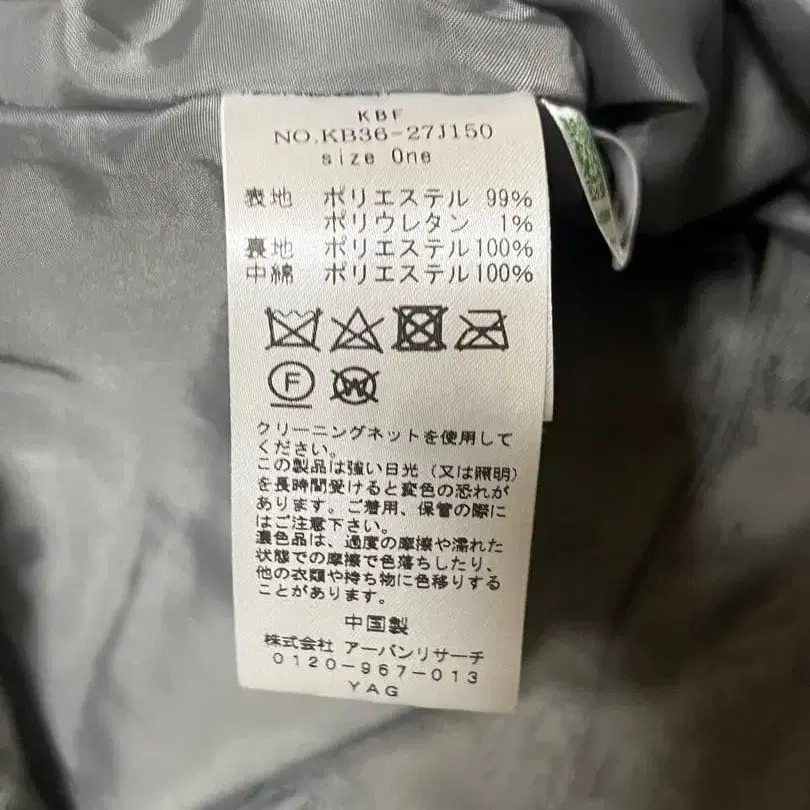 KBF
NO.KB36-27J150
size One
表地 ポリエステル 99%
ポリウレタン 1%
裏地 ポリエステル100%
中綿 ポリエステル100%
F
W
クリーニングネットを使用して
ください。
この製品は強い日光(又は照明)
を長時間受けると変色の恐れが
あります。ご着用、保管の際に
はご注意下さい。
濃色品は、過度の摩擦や濡れた
状態での摩擦で色落ちしたり、
他の衣類や持ち物に色移りする
ことがあります。
中国製
株式会社 アーバンリサーチ
0120-967-013
YAG